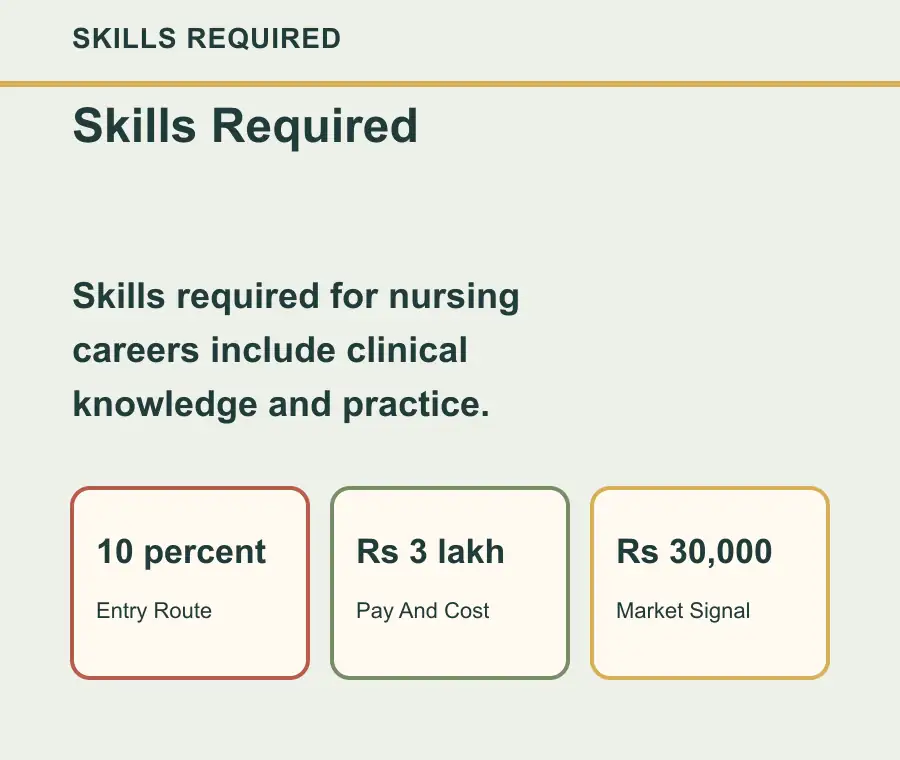 SKILLS REQUIRED
Skills Required
Skills required for nursing
careers include clinical
knowledge and practice.
10 percent
Entry Route
Rs 3 lakh
Pay And Cost
Rs 30,000
Market Signal